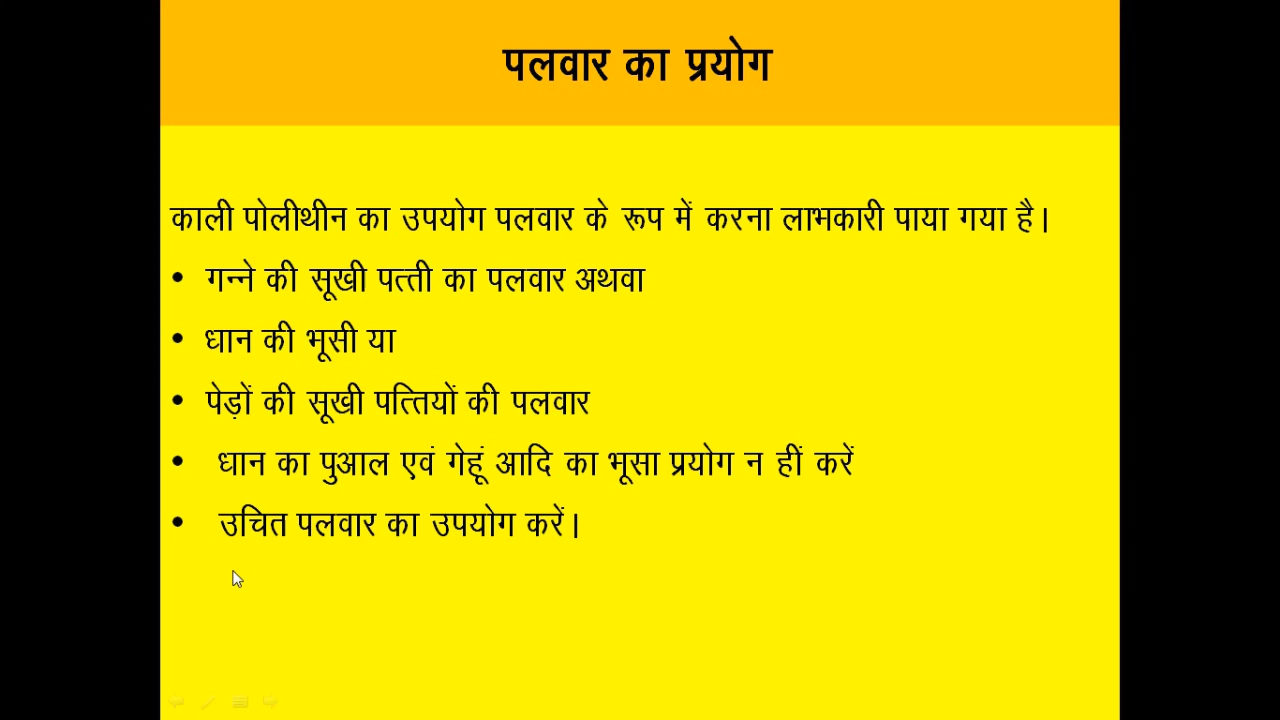 पलवार का प्रयोग
काली पोलीथीन का उपयोग पलवार के रूप में करना लाभकारी पाया गया है।
• गन्ने की सूखी पत्ती का पलवार अथवा
• धान की भूसी या
• पेड़ों की सूखी पत्तियों की पलवार
• धान का पुआल एवं गेहूं आदि का भूसा प्रयोग न हीं करें
• उचित पलवार का उपयोग करें।